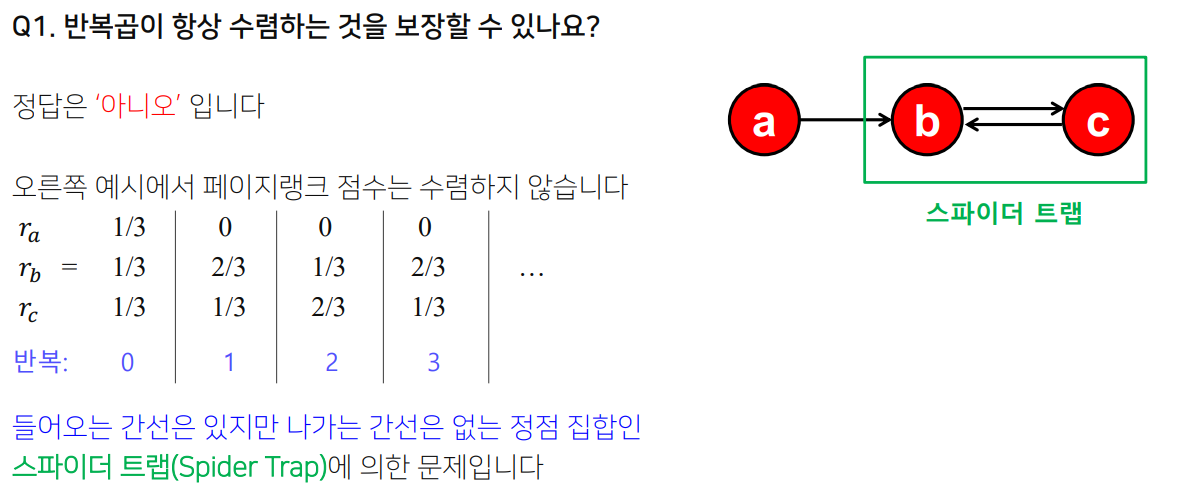 Q1. 반복곱이 항상 수렴하는 것을 보장할 수 있나요?
정답은 ‘아니오’ 입니다
a b c
스파이더 트랩
오른쪽 예시에서 페이지랭크 점수는 수렴하지 않습니다
rₐ 1/3 0 0 0
r_b = 1/3 2/3 1/3 2/3 …
r_c 1/3 1/3 2/3 1/3
반복: 0 1 2 3
들어오는 간선은 있지만 나가는 간선은 없는 정점 집합인
스파이더 트랩(Spider Trap)에 의한 문제입니다